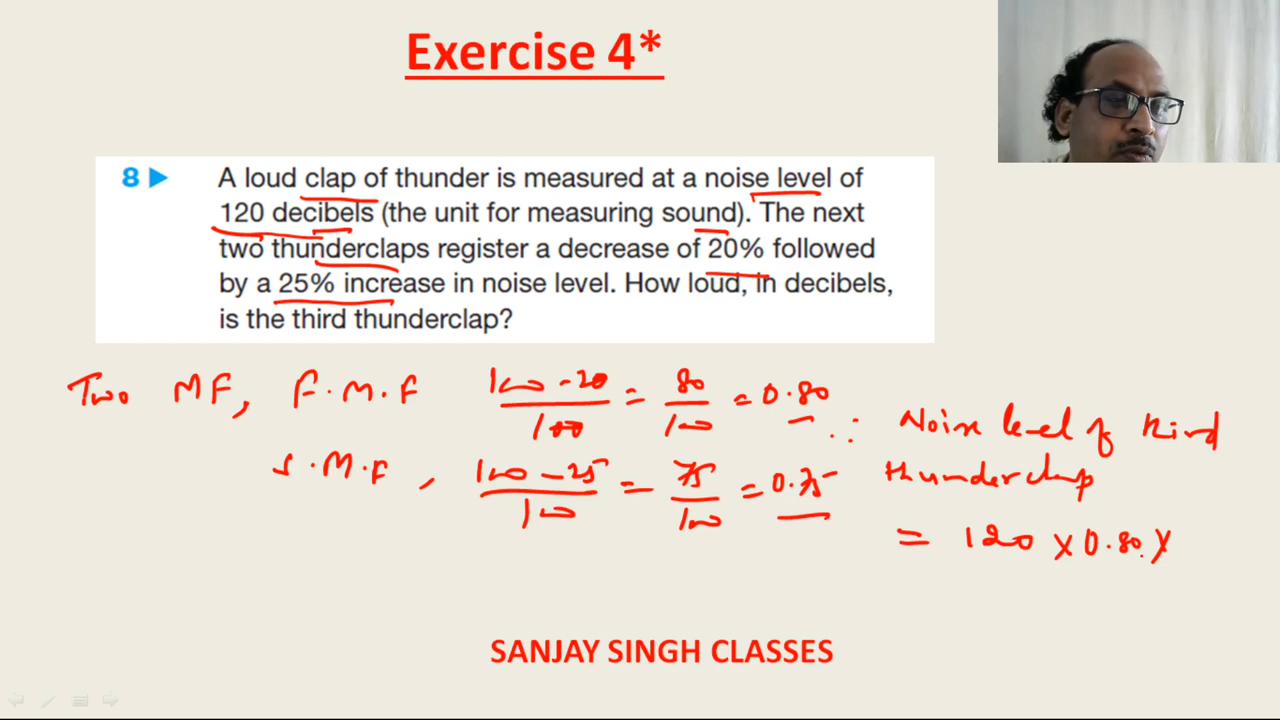 Exercise 4*
8 ▶ A loud clap of thunder is measured at a noise level of
120 decibels (the unit for measuring sound). The next
two thunderclaps register a decrease of 20% followed
by a 25% increase in noise level. How loud, in decibels,
is the third thunderclap?
Two MF, F.M.F (100-20)/100 = 80/100 = 0.80
S.M.F, (100-25)/100 = 75/100 = 0.75
∴ Noise level of third
thunderclap
= 120 x 0.80 x
SANJAY SINGH CLASSES